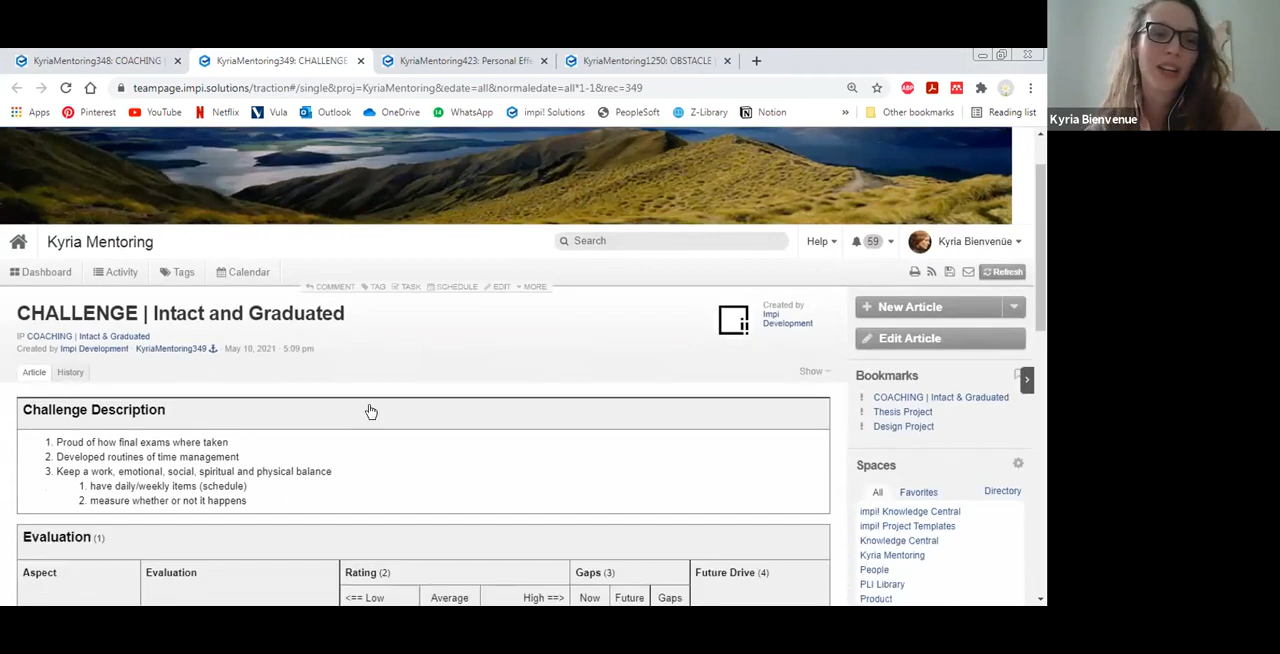 KyriaMentoring348: COACHING
KyriaMentoring349: CHALLENGE
KyriaMentoring423: Personal Effe
KyriaMentoring1250: OBSTACLE
teampage.impi.solutions/traction#/single&proj=KyriaMentoring&edate=all&normaledate=all*1-1&rec=349
Apps Pinterest YouTube Netflix Vula Outlook OneDrive WhatsApp impi! Solutions PeopleSoft Z-Library Notion » Other bookmarks Reading list
Kyria Bienvenue
Kyria Mentoring
Search
Help 59 Kyria Bienvenüe
Dashboard Activity Tags Calendar
Refresh
COMMENT TAG TASK SCHEDULE EDIT MORE
CHALLENGE | Intact and Graduated
IP COACHING | Intact & Graduated
Created by Impi Development · KyriaMentoring349 May 10, 2021 · 5:09 pm
Created by
Impi
Development
Article History
Show
Challenge Description
1. Proud of how final exams where taken
2. Developed routines of time management
3. Keep a work, emotional, social, spiritual and physical balance
1. have daily/weekly items (schedule)
2. measure whether or not it happens
Evaluation (1)
Aspect Evaluation Rating (2) Gaps (3) Future Drive (4)
<== Low Average High ==> Now Future Gaps
New Article
Edit Article
Bookmarks
! COACHING | Intact & Graduated
! Thesis Project
! Design Project
Spaces
All Favorites Directory
impi! Knowledge Central
impi! Project Templates
Knowledge Central
Kyria Mentoring
People
PLI Library
Product